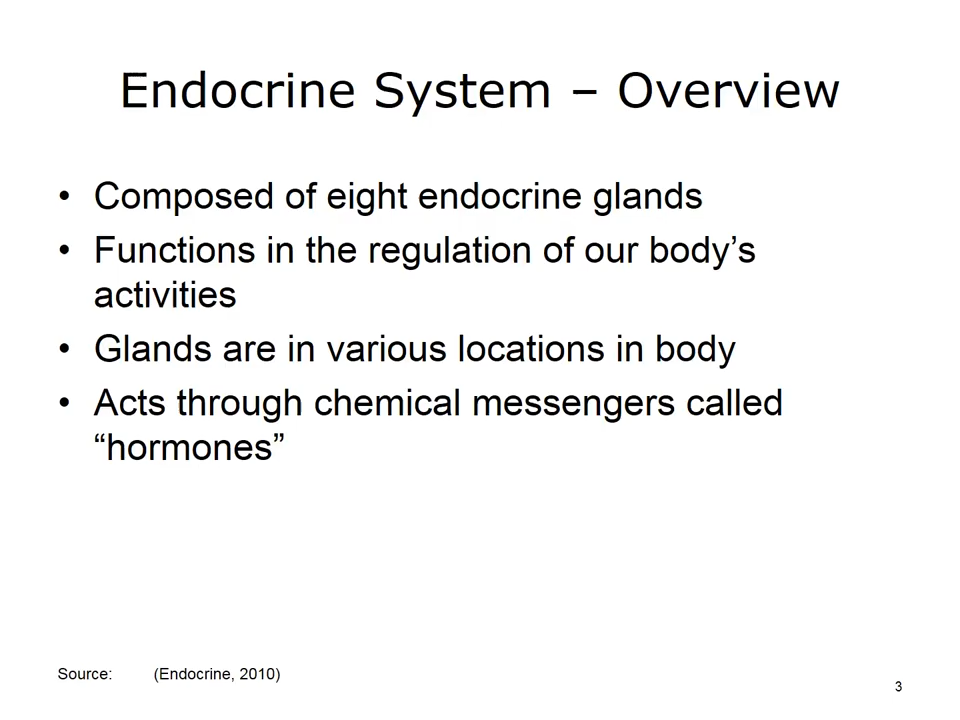 Endocrine System – Overview
• Composed of eight endocrine glands
• Functions in the regulation of our body’s
activities
• Glands are in various locations in body
• Acts through chemical messengers called
“hormones”
Source: (Endocrine, 2010)
3